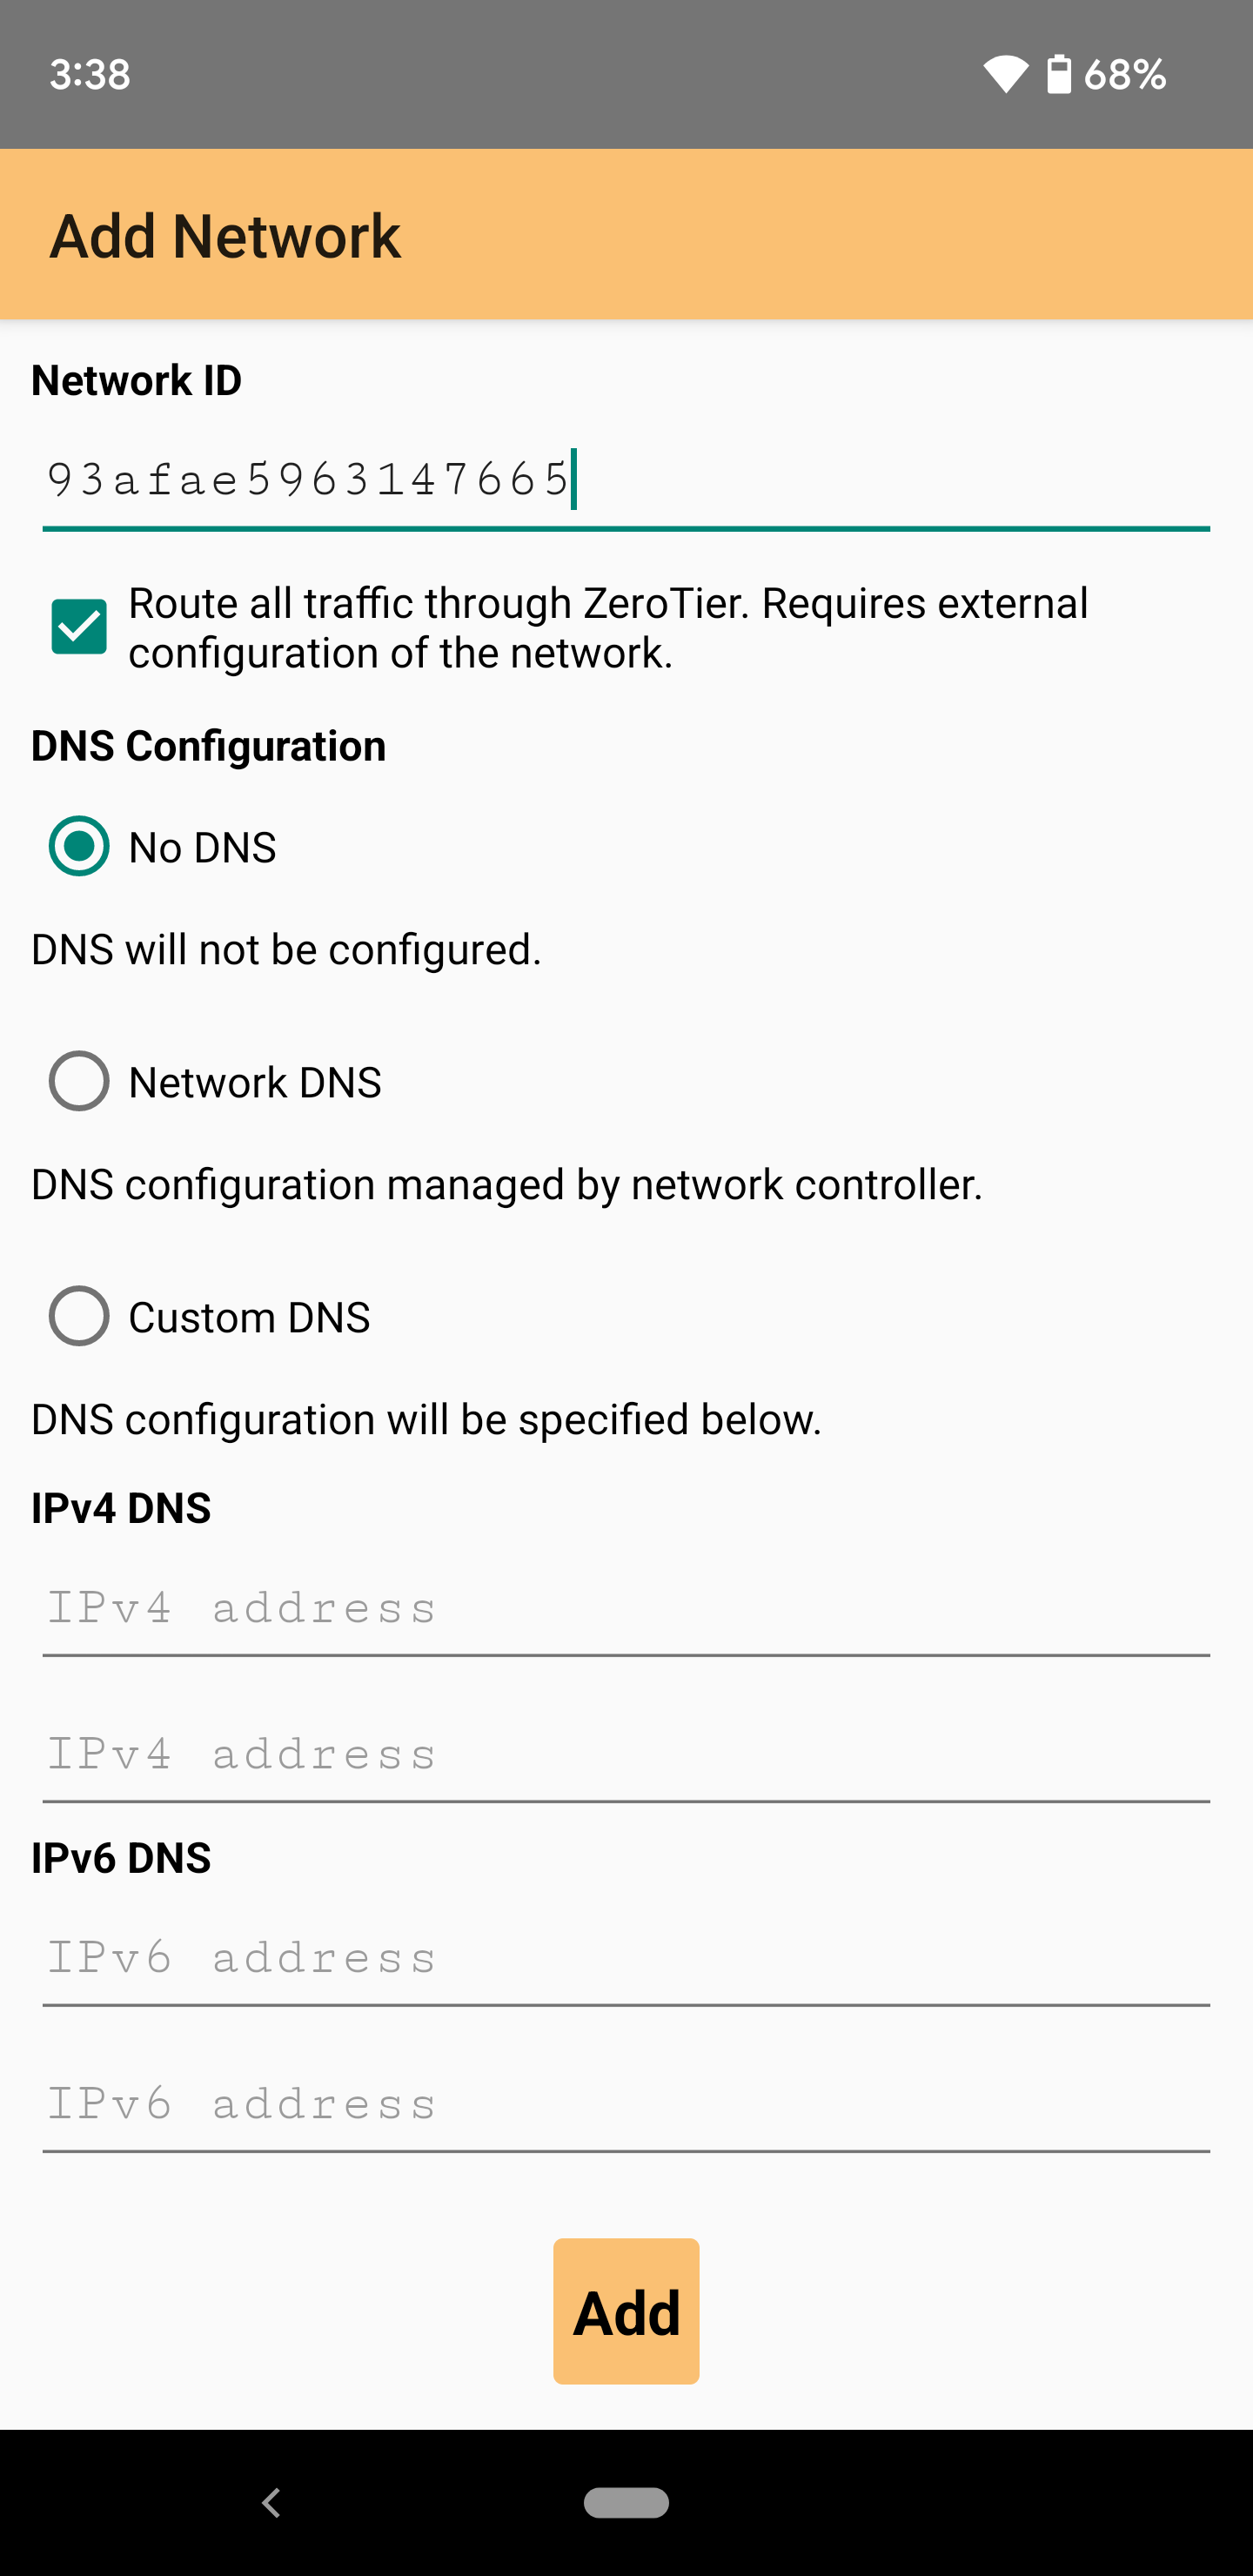 3:38
68%
Add Network
Network ID
93afae5963147665
Route all traffic through ZeroTier. Requires external
configuration of the network.
DNS Configuration
No DNS
DNS will not be configured.
Network DNS
DNS configuration managed by network controller.
Custom DNS
DNS configuration will be specified below.
IPv4 DNS
IPv4 address
IPv4 address
IPv6 DNS
IPv6 address
IPv6 address
Add